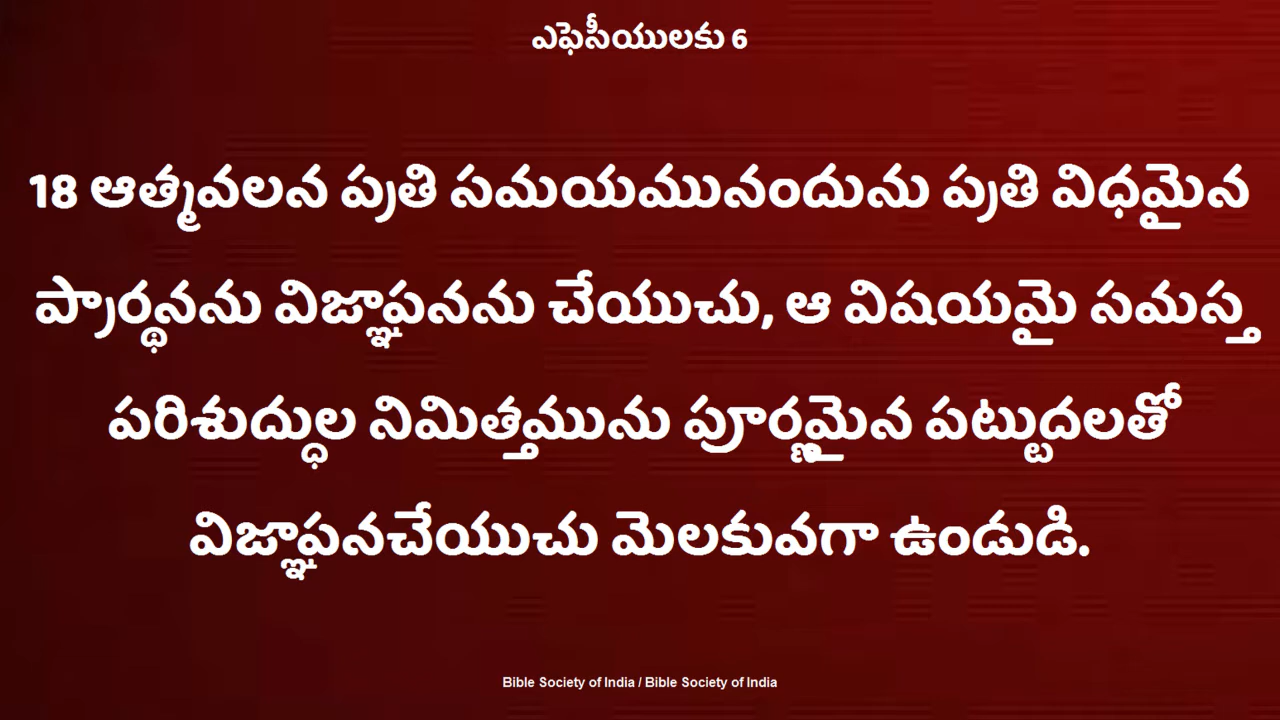 ఎఫెసీయులకు 6
18 ఆత్మవలన ప్రతి సమయమునందును ప్రతి విధమైన
ప్రార్థనను విజ్ఞాపనను చేయుచు, ఆ విషయమై సమస్త
పరిశుద్ధుల నిమిత్తమును పూర్ణమైన పట్టుదలతో
విజ్ఞాపనచేయుచు మెలకువగా ఉండుడి.
Bible Society of India / Bible Society of India